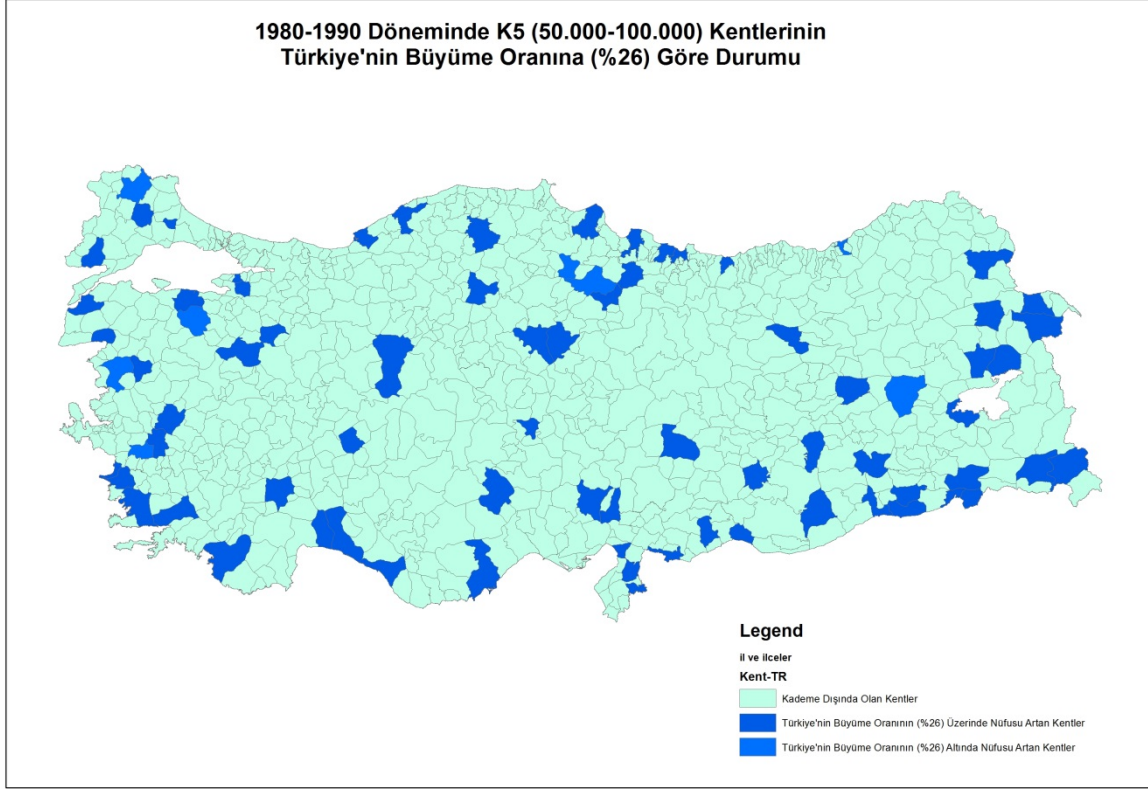 1980-1990 Döneminde K5 (50.000-100.000) Kentlerinin
Türkiye'nin Büyüme Oranına (%26) Göre Durumu
Legend
il ve ilceler
Kent-TR
Kademe Dışında Olan Kentler
Türkiye'nin Büyüme Oranının (%26) Üzerinde Nüfusu Artan Kentler
Türkiye'nin Büyüme Oranının (%26) Altında Nüfusu Artan Kentler